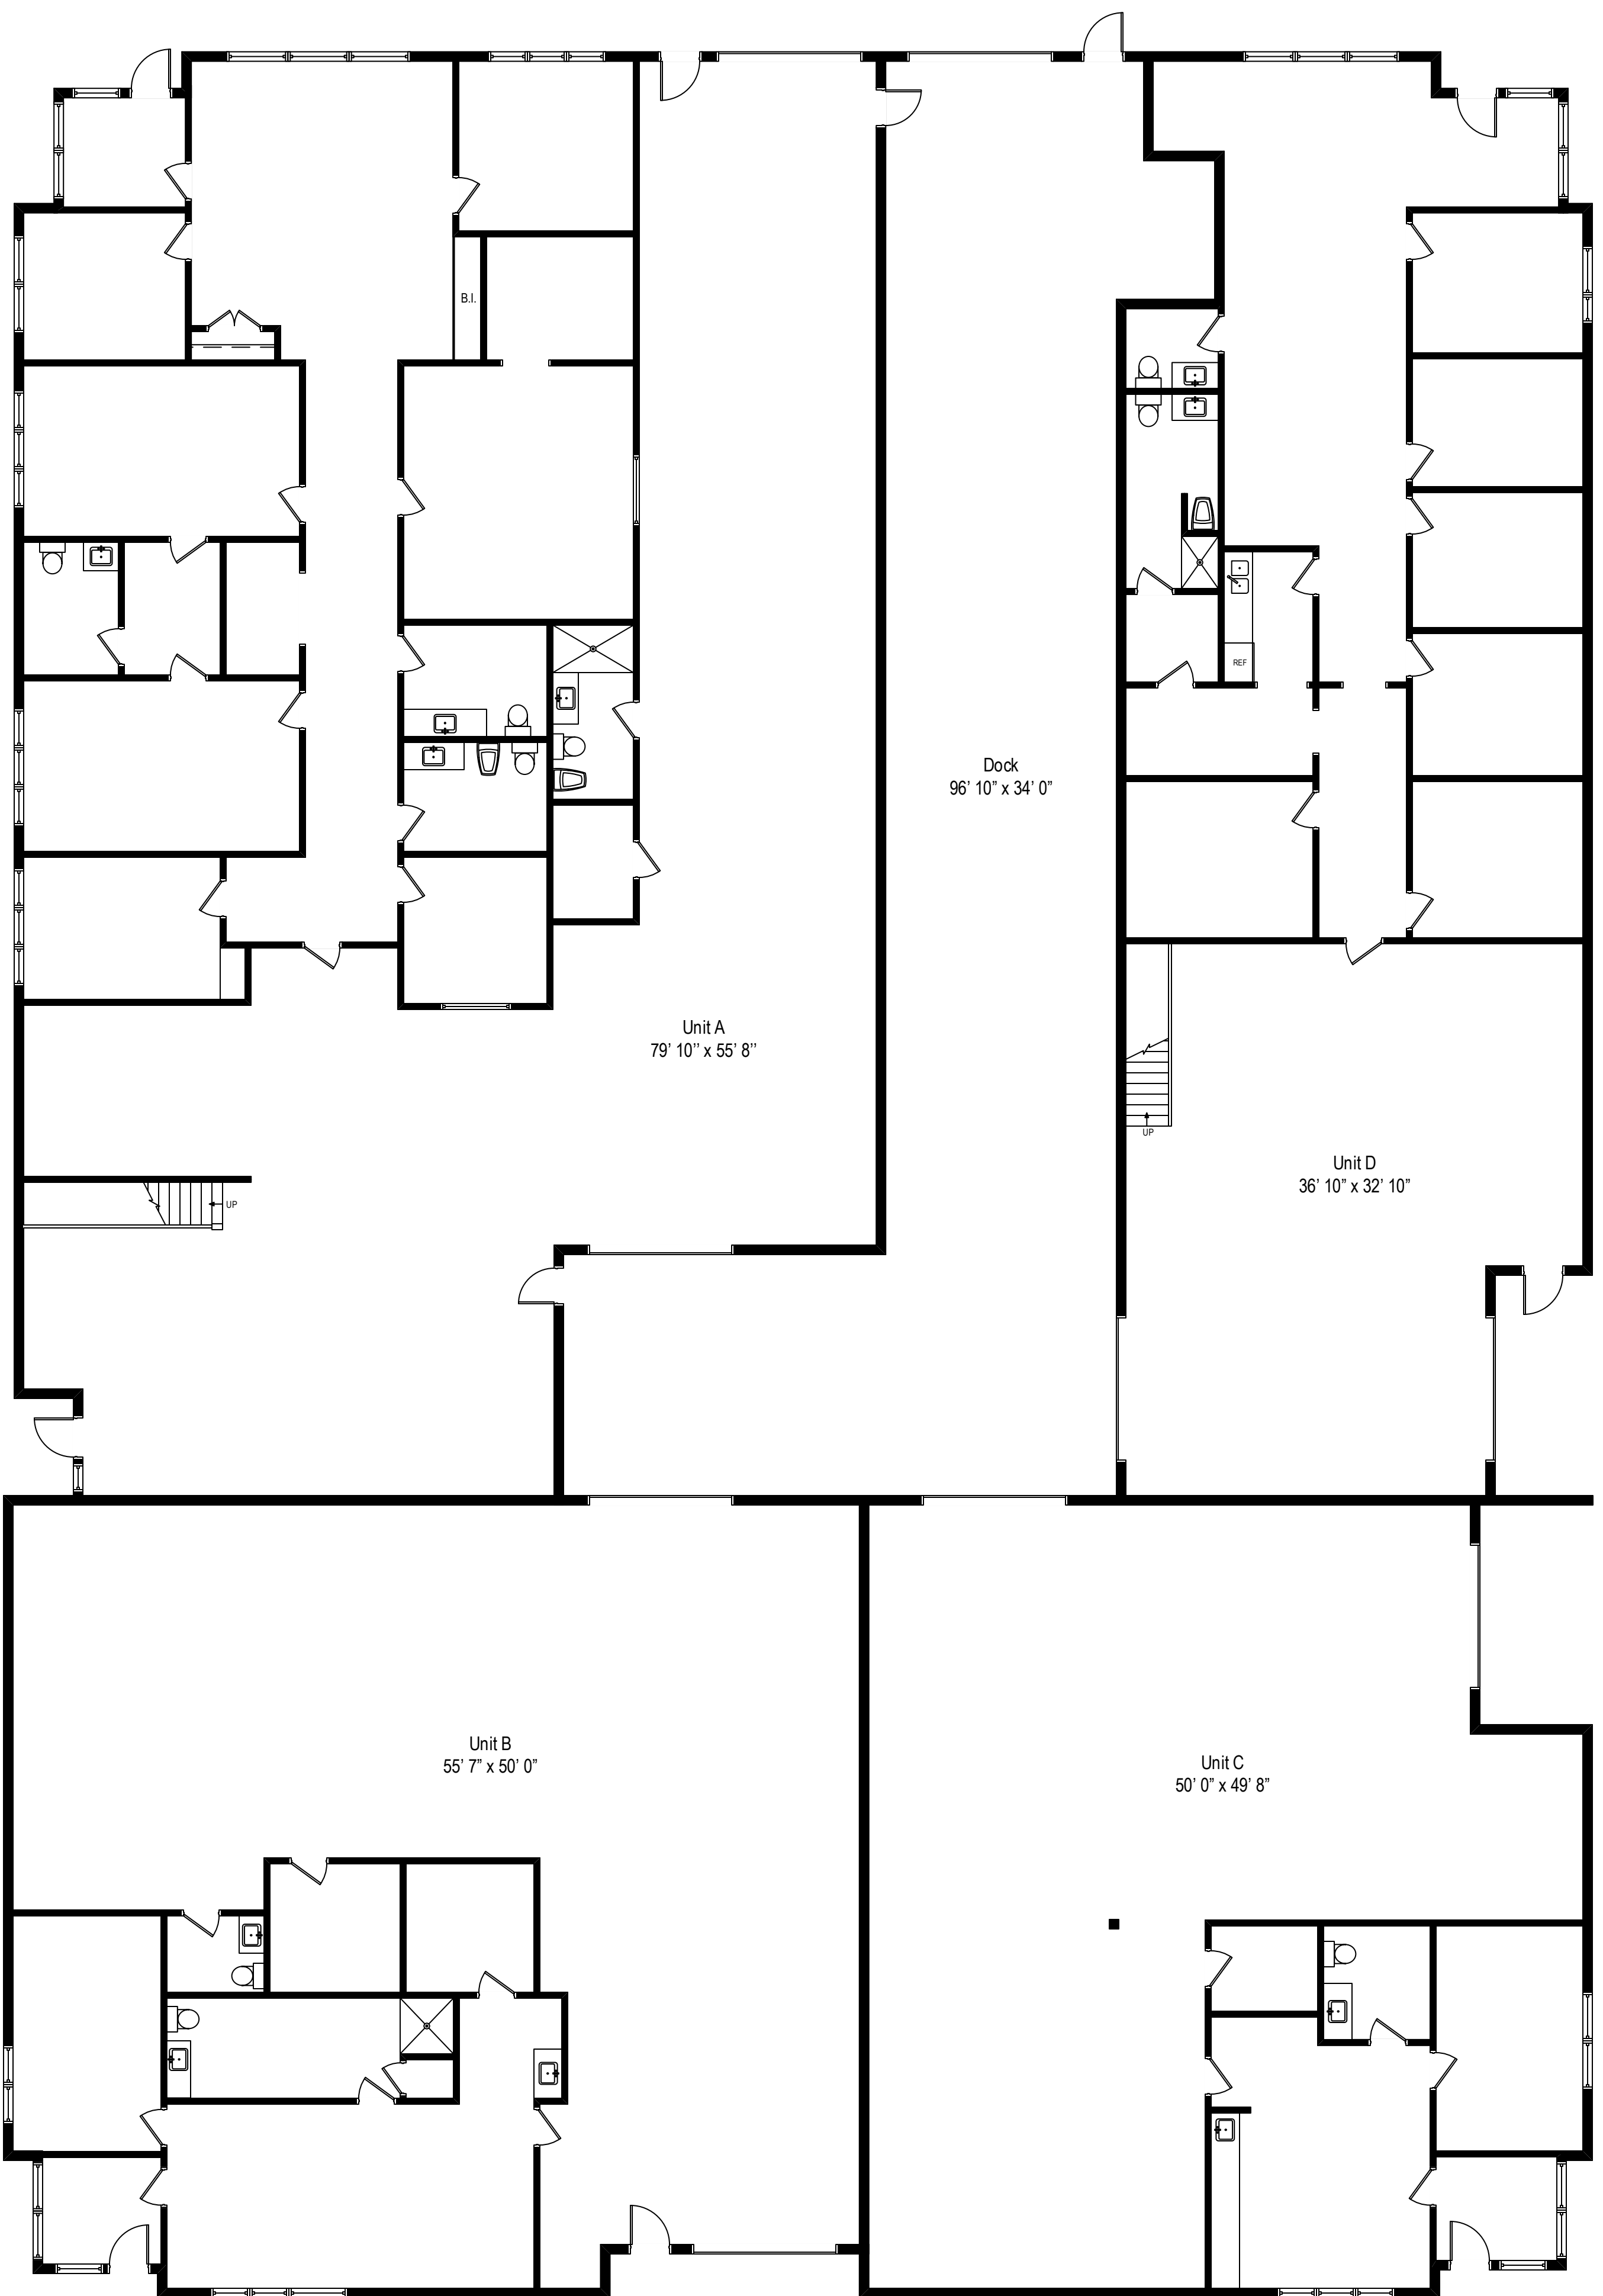 B.I.
REF
Dock
96’ 10” x 34’ 0”
Unit A
79’ 10’’ x 55’ 8’’
UP
Unit D
36’ 10” x 32’ 10”
UP
Unit B
55’ 7” x 50’ 0”
Unit C
50’ 0” x 49’ 8”